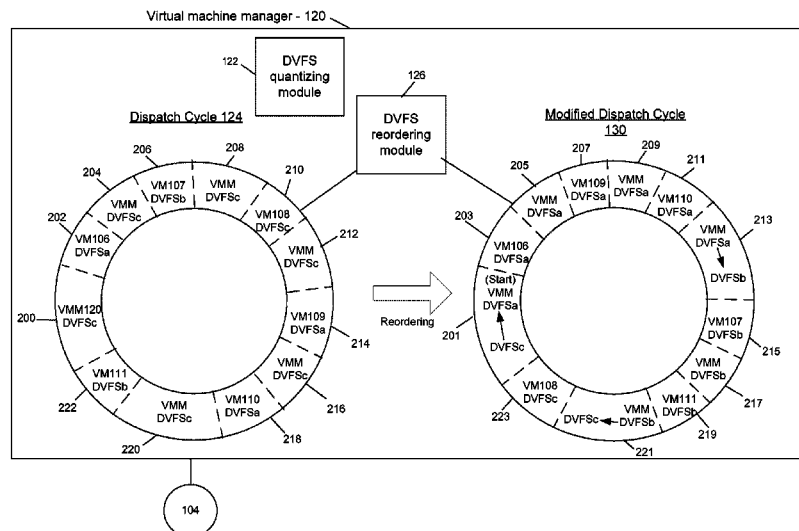 Virtual machine manager - 120
122
DVFS
quantizing
module
126
DVFS
reordering
module
Dispatch Cycle 124
Modified Dispatch Cycle
130
200
VMM120
DVFSc
202
VM106
DVFSa
204
VMM
DVFSc
206
VM107
DVFSb
208
VMM
DVFSc
210
VM108
DVFSc
212
VMM
DVFSc
214
VM109
DVFSa
216
VMM
DVFSc
218
VM110
DVFSa
220
VMM
DVFSc
222
VM111
DVFSb
Reordering
201
(Start)
VMM
DVFSa
DVFSc
203
VM106
DVFSa
205
VMM
DVFSa
207
VM109
DVFSa
209
VMM
DVFSa
211
VM110
DVFSa
213
VMM
DVFSa
DVFSb
215
VM107
DVFSb
217
VMM
DVFSb
219
VM111
DVFSb
221
VMM
DVFSb
DVFSc
223
VM108
DVFSc
104